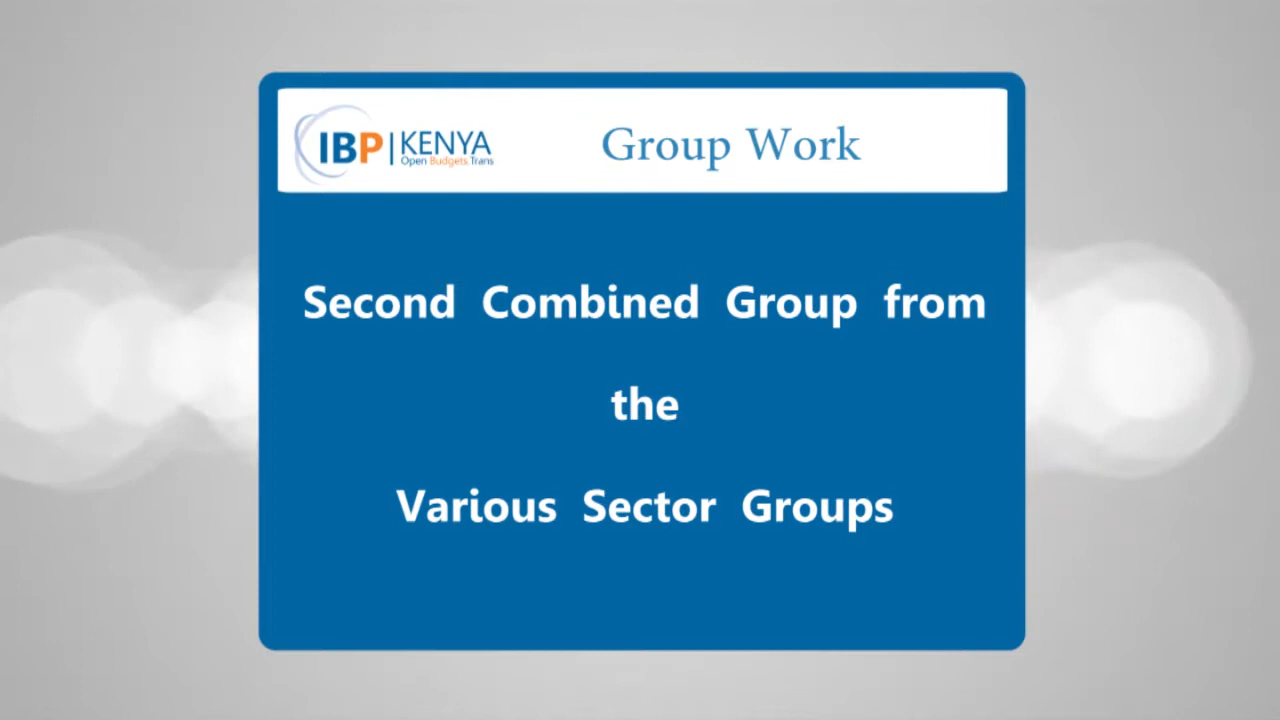 IBP | KENYA
Open Budgets Trans
Group Work
Second Combined Group from
the
Various Sector Groups